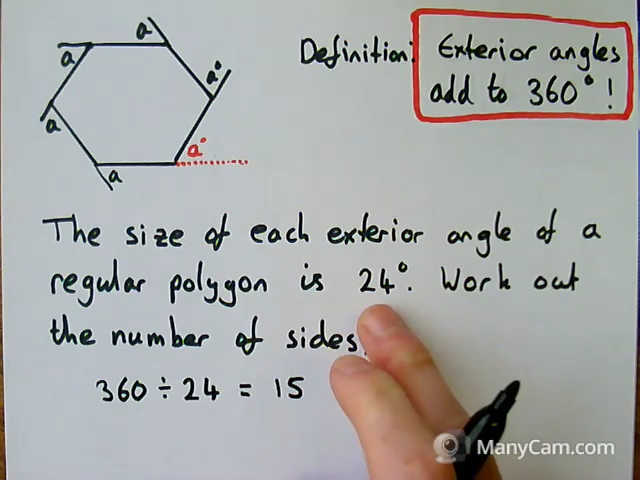 a
a
a°
a
a°
a
Definition: Exterior angles
add to 360° !
The size of each exterior angle of a
regular polygon is 24°. Work out
the number of sides.
360 ÷ 24 = 15
ManyCam.com